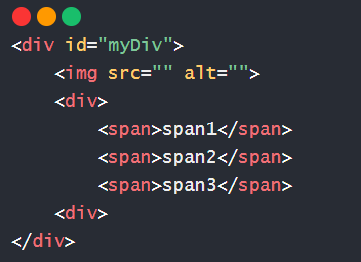 <div id="myDiv">
    <img src="" alt="">
    <div>
        <span>span1</span>
        <span>span2</span>
        <span>span3</span>
    <div>
</div>